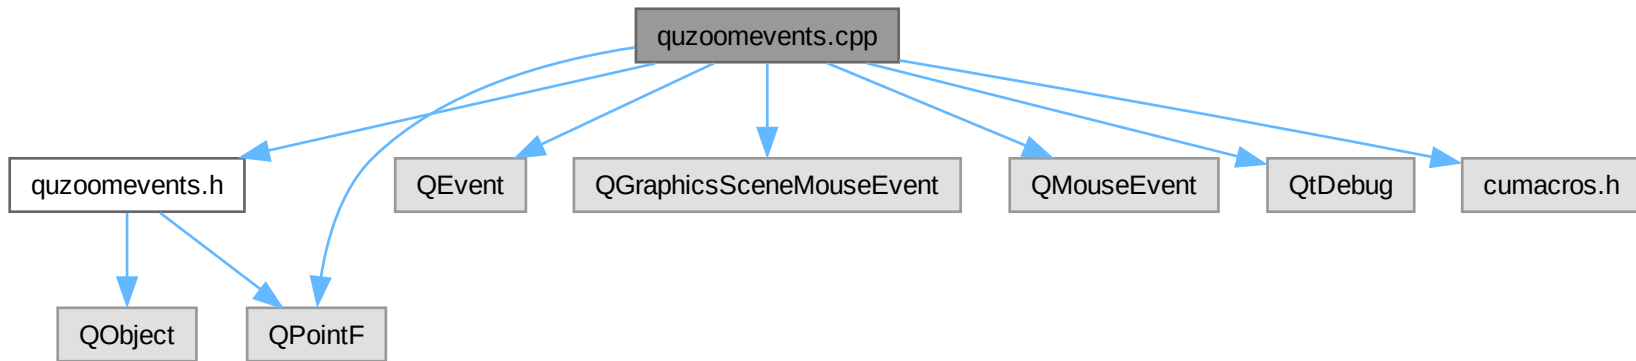 quzoomevents.cpp
quzoomevents.h
QEvent
QGraphicsSceneMouseEvent
QMouseEvent
QtDebug
cumacros.h
QObject
QPointF